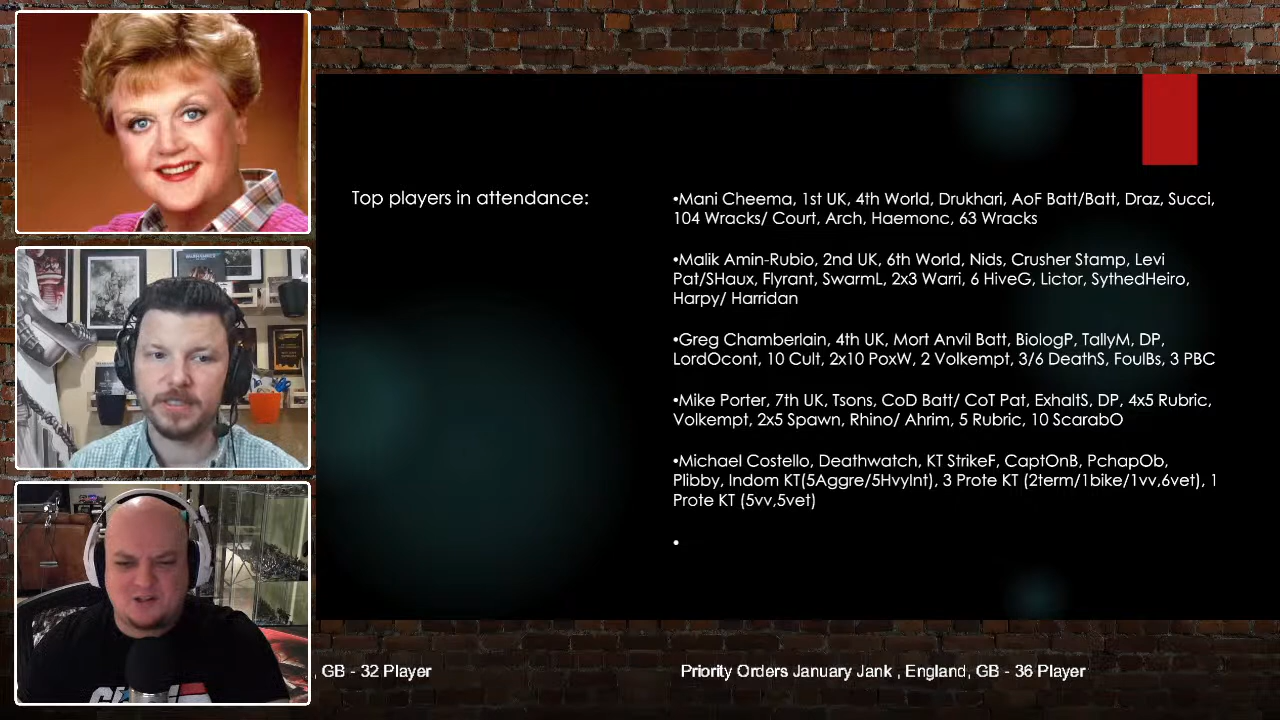 Top players in attendance:
•Mani Cheema, 1st UK, 4th World, Drukhari, AoF Batt/Batt, Draz, Succi,
104 Wracks/ Court, Arch, Haemonc, 63 Wracks
•Malik Amin-Rubio, 2nd UK, 6th World, Nids, Crusher Stamp, Levi
Pat/SHaux, Flyrant, SwarmL, 2x3 Warri, 6 HiveG, Lictor, SythedHeiro,
Harpy/ Harridan
•Greg Chamberlain, 4th UK, Mort Anvil Batt, BiologP, TallyM, DP,
LordOcont, 10 Cult, 2x10 PoxW, 2 Volkempt, 3/6 DeathS, FoulBs, 3 PBC
•Mike Porter, 7th UK, Tsons, CoD Batt/ CoT Pat, ExhaltS, DP, 4x5 Rubric,
Volkempt, 2x5 Spawn, Rhino/ Ahrim, 5 Rubric, 10 ScarabO
•Michael Costello, Deathwatch, KT StrikeF, CaptOnB, PchapOb,
Plibby, Indom KT(5Aggre/5HvyInt), 3 Prote KT (2term/1bike/1vv,6vet), 1
Prote KT (5vv,5vet)
•
, GB - 32 Player
Priority Orders January Jank , England, GB - 36 Player